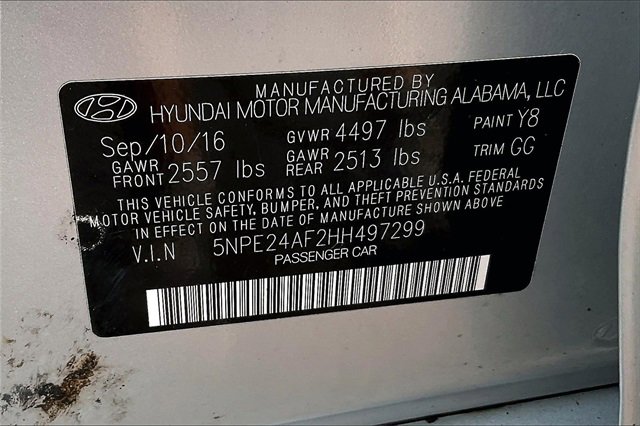 MANUFACTURED BY
HYUNDAI MOTOR MANUFACTURING ALABAMA, LLC
Sep/10/16 GVWR 4497 lbs PAINT Y8
GAWR FRONT 2557 lbs GAWR REAR 2513 lbs TRIM GG
THIS VEHICLE CONFORMS TO ALL APPLICABLE U.S.A. FEDERAL
MOTOR VEHICLE SAFETY, BUMPER, AND THEFT PREVENTION STANDARDS
IN EFFECT ON THE DATE OF MANUFACTURE SHOWN ABOVE
V.I.N 5NPE24AF2HH497299
PASSENGER CAR